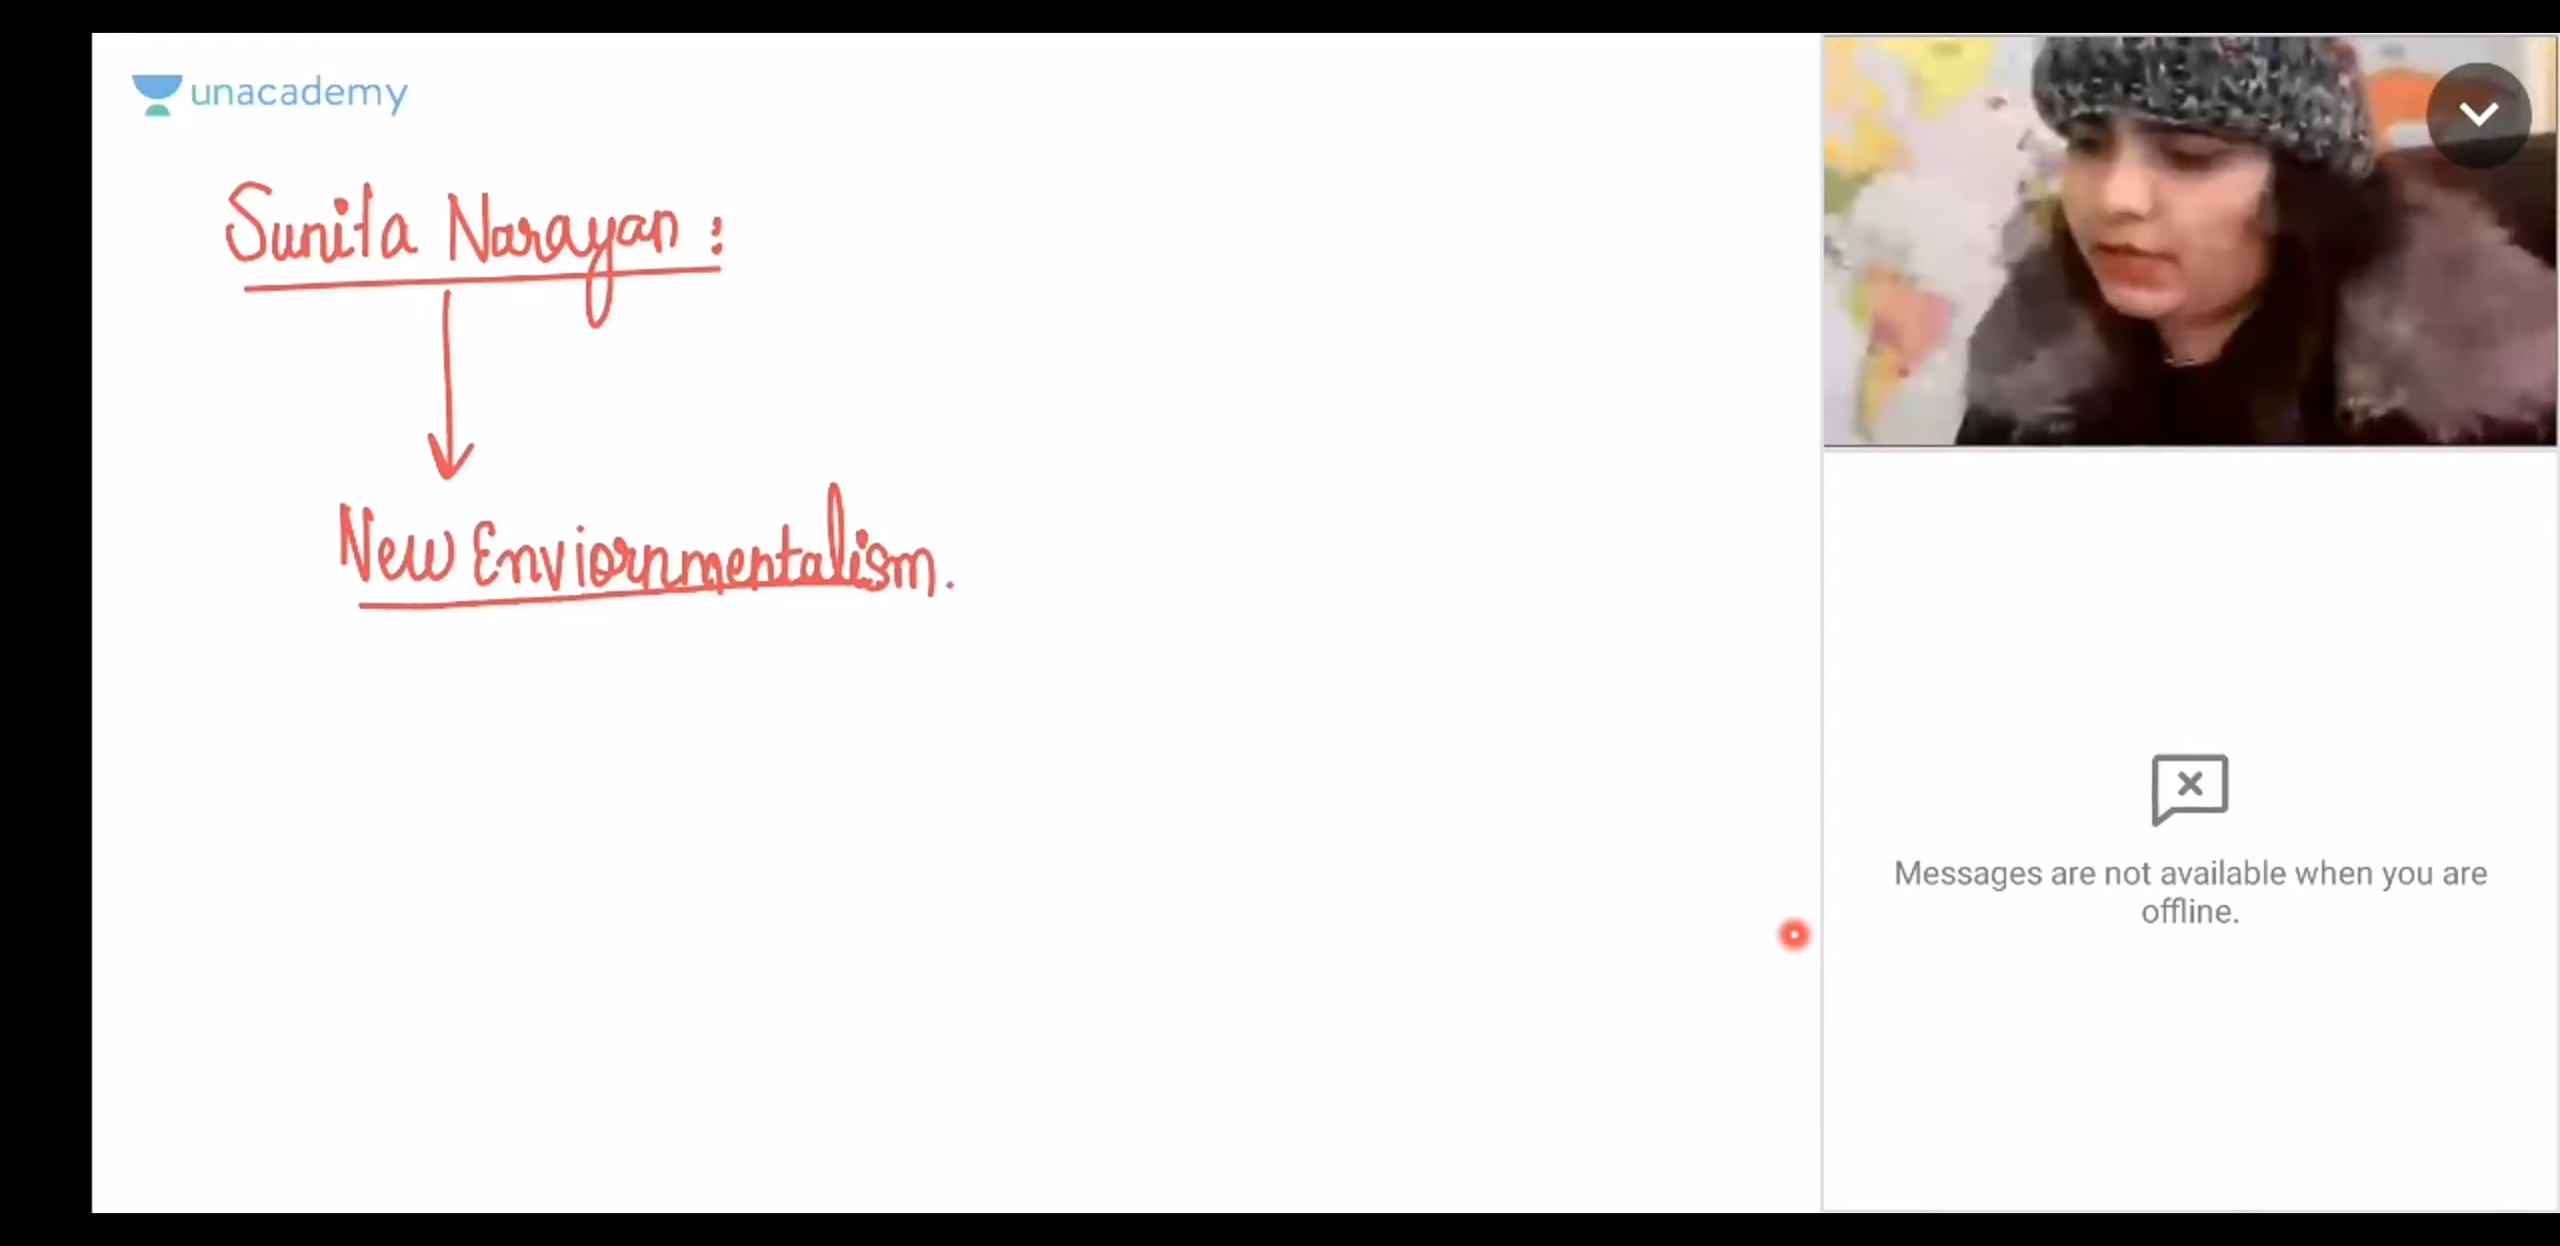 unacademy
Sunita Narayan :
New Enviornmentalism.
Messages are not available when you are
offline.